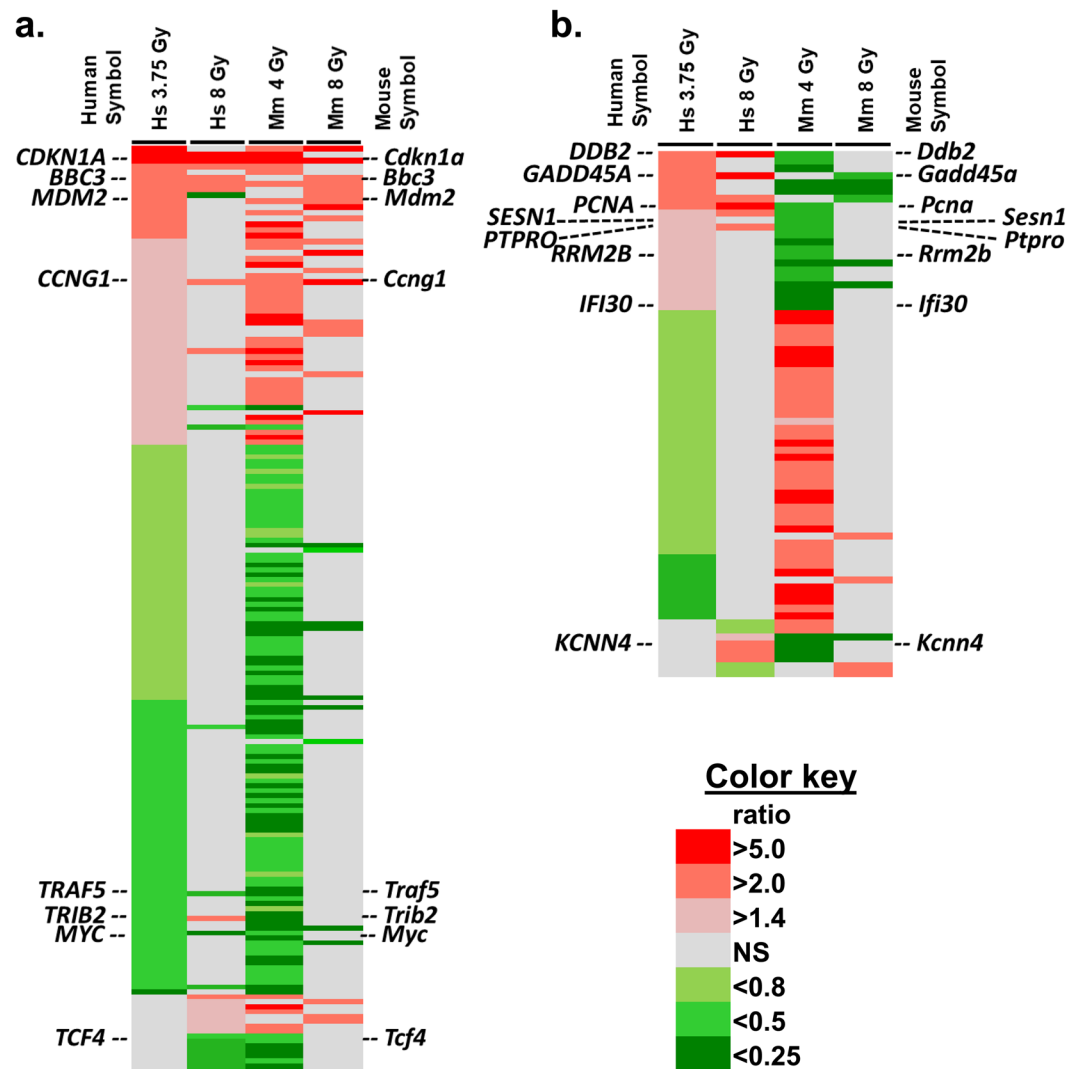 a.
Human Symbol
Hs 3.75 Gy
Hs 8 Gy
Mm 4 Gy
Mm 8 Gy
Mouse Symbol
CDKN1A -- -- Cdkn1a
BBC3 -- -- Bbc3
MDM2 -- -- Mdm2
CCNG1-- -- Ccng1
TRAF5 -- -- Traf5
TRIB2 -- -- Trib2
MYC -- -- Myc
TCF4 -- -- Tcf4
b.
Human Symbol
Hs 3.75 Gy
Hs 8 Gy
Mm 4 Gy
Mm 8 Gy
Mouse Symbol
DDB2 -- -- Ddb2
GADD45A -- -- Gadd45a
PCNA -- -- Pcna
SESN1 -- Sesn1
PTPRO -- Ptpro
RRM2B -- -- Rrm2b
IFI30 -- -- Ifi30
KCNN4 -- -- Kcnn4
Color key
ratio
>5.0
>2.0
>1.4
NS
<0.8
<0.5
<0.25